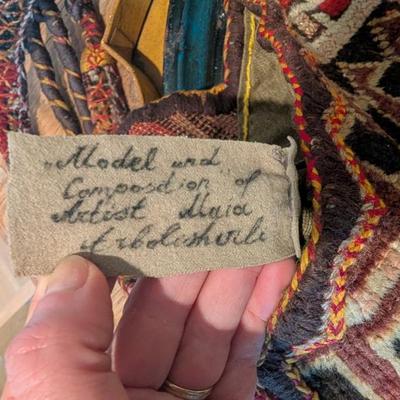 "Model and
Composition" of
Artist Maia
Arbolishvili